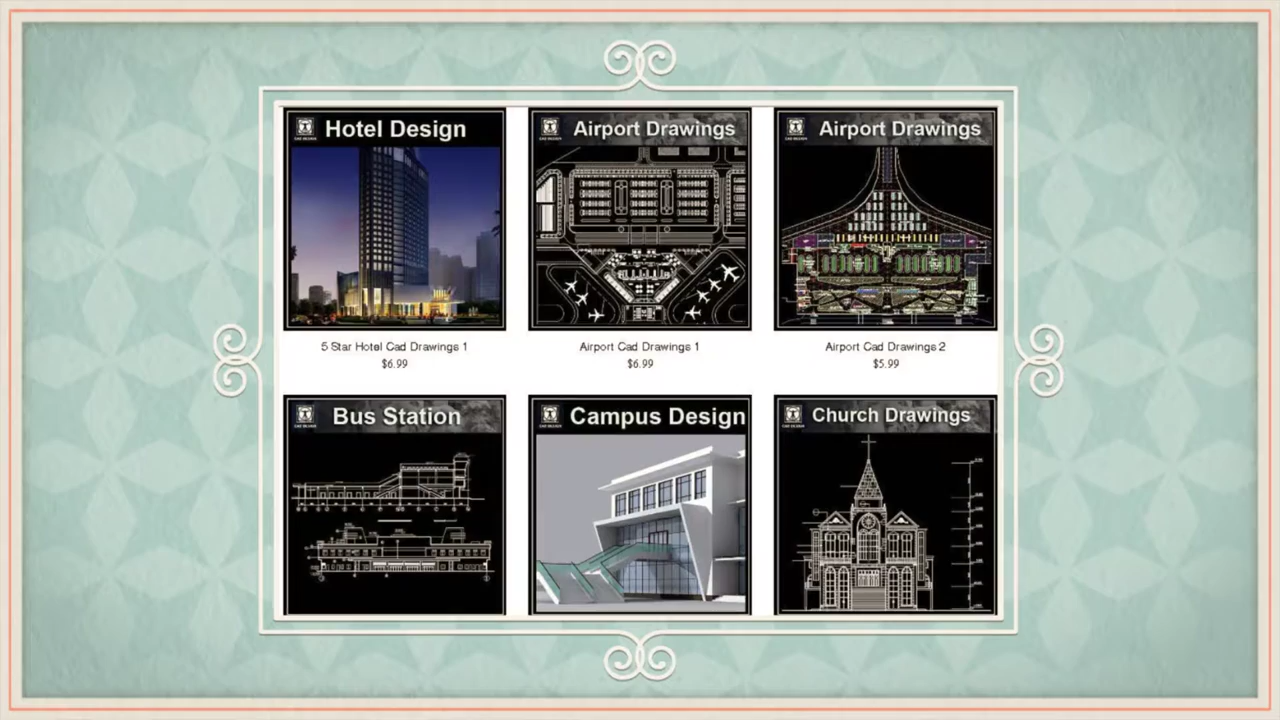 Hotel Design
Airport Drawings
Airport Drawings
5 Star Hotel Cad Drawings 1
Airport Cad Drawings 1
Airport Cad Drawings 2
$6.99
$6.99
$5.99
Bus Station
Campus Design
Church Drawings